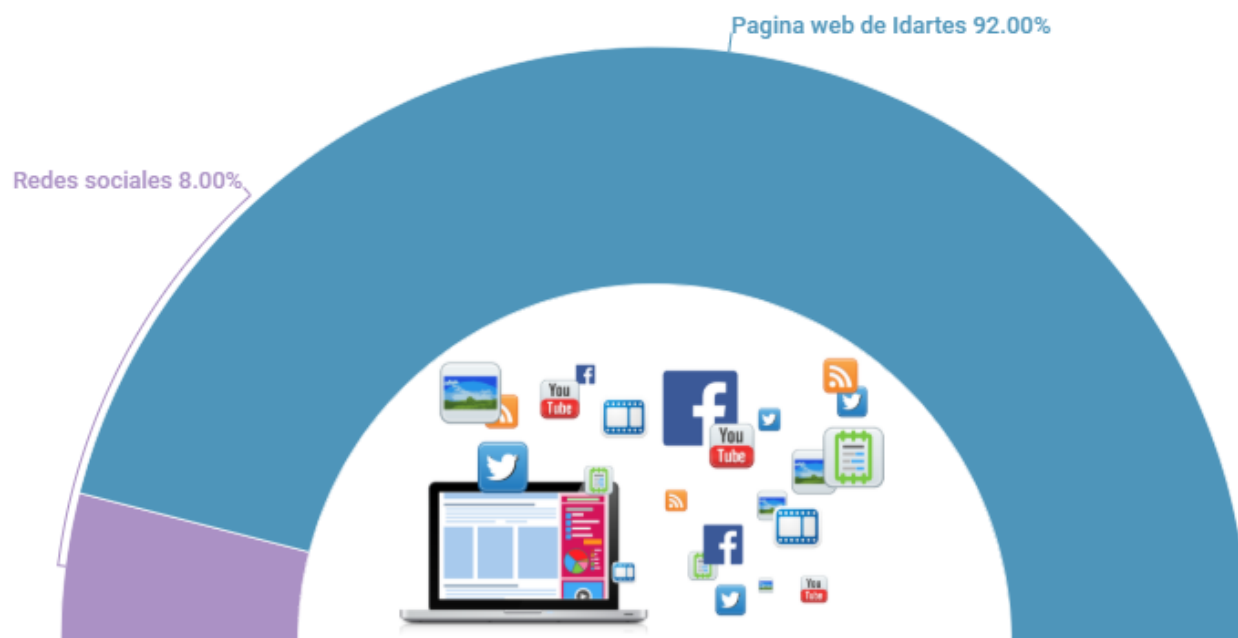 Pagina web de Idartes 92.00%
Redes sociales 8.00%
You
Tube
You
Tube
You
Tube